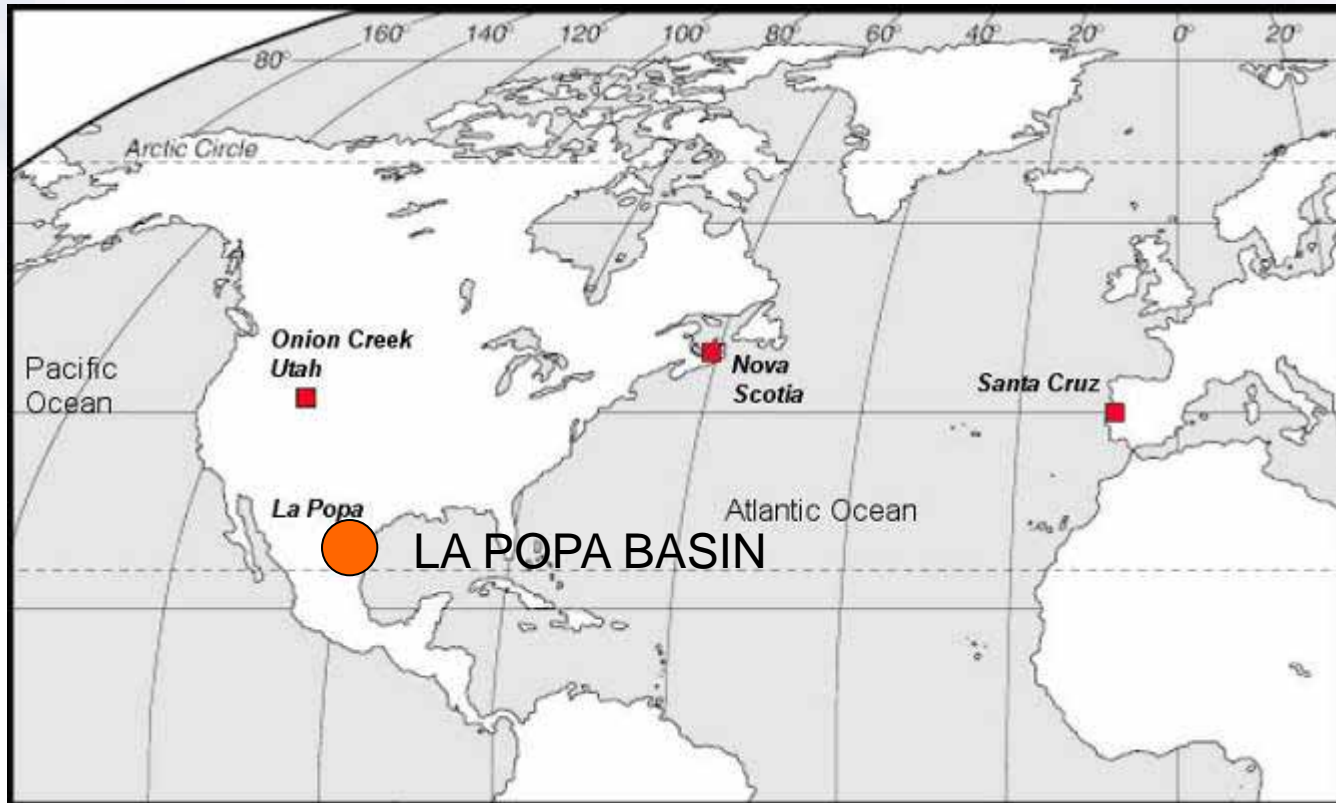 160°
140°
120°
100°
80°
60°
40°
20°
0°
20°
80°
Arctic Circle
Onion Creek
Utah
Pacific
Ocean
Nova
Scotia
Santa Cruz
La Popa
Atlantic Ocean
LA POPA BASIN